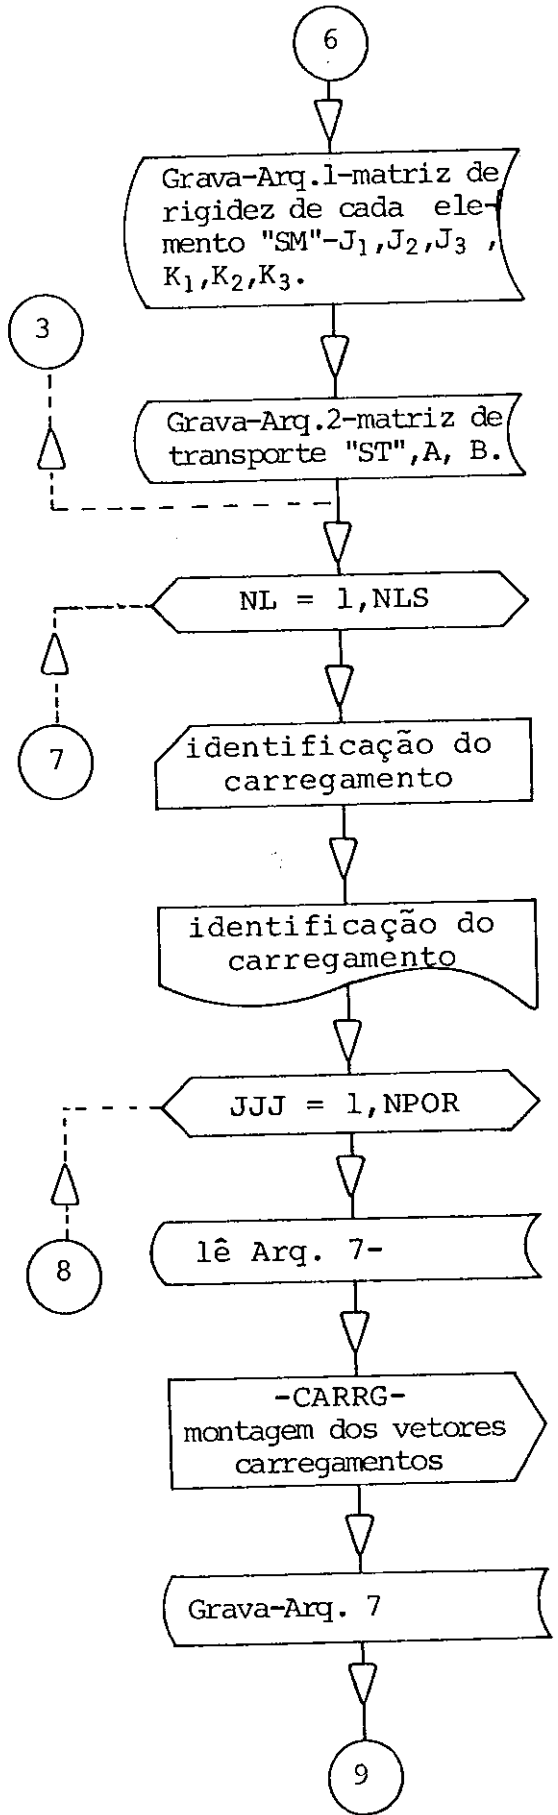 6
Grava-Arq.1-matriz de
rigidez de cada ele-
mento "SM"-J₁,J₂,J₃ ,
K₁,K₂,K₃.
3
Grava-Arq.2-matriz de
transporte "ST",A, B.
NL = 1,NLS
7
identificação do
carregamento
identificação do
carregamento
JJJ = 1,NPOR
8
lê Arq. 7-
-CARRG-
montagem dos vetores
carregamentos
Grava-Arq. 7
9